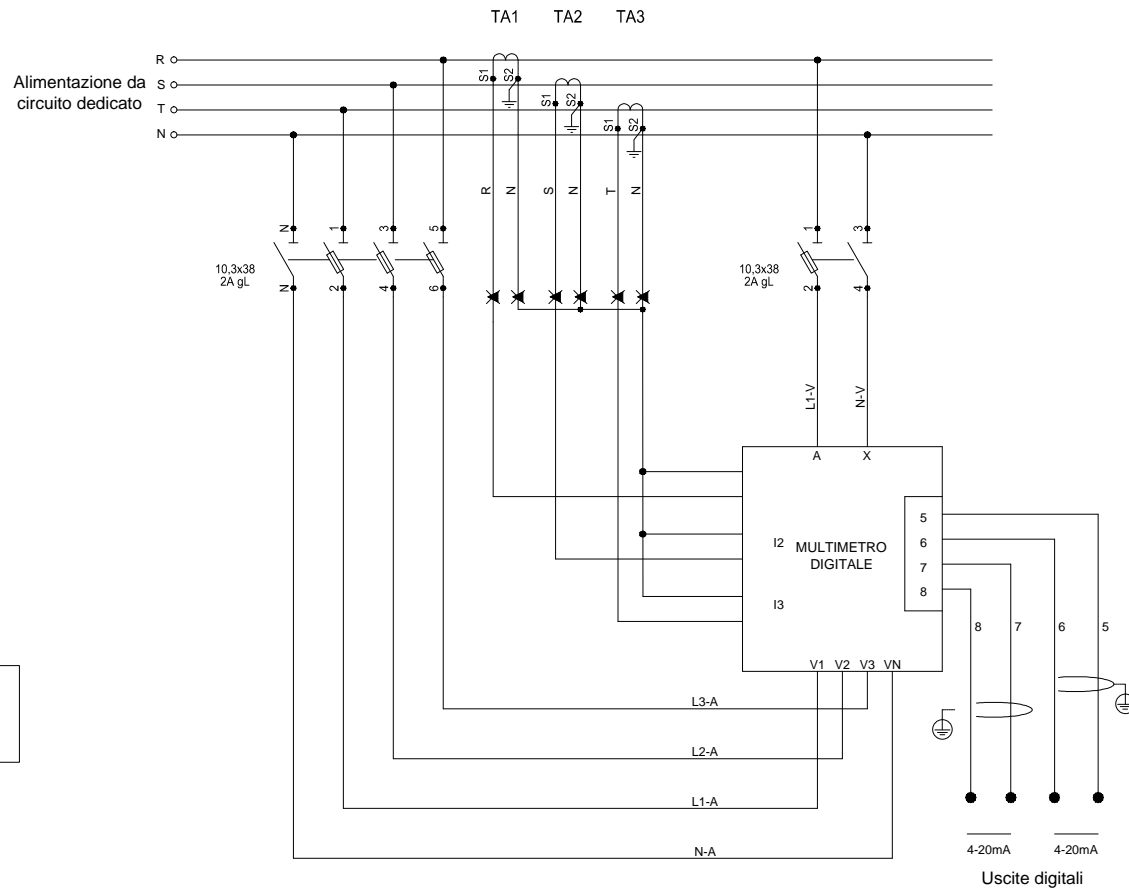 TA1 TA2 TA3
R
S
T
N
Alimentazione da
circuito dedicato
S1 S2
S1 S2
S1 S2
R N S N T N
N 1 3 5
10,3x38
2A gL
N 2 4 6
1 3
10,3x38
2A gL
2 4
L1-V N-V
A X
I2
I3
MULTIMETRO
DIGITALE
5
6
7
8
8 7 6 5
V1 V2 V3 VN
L3-A
L2-A
L1-A
N-A
4-20mA 4-20mA
Uscite digitali